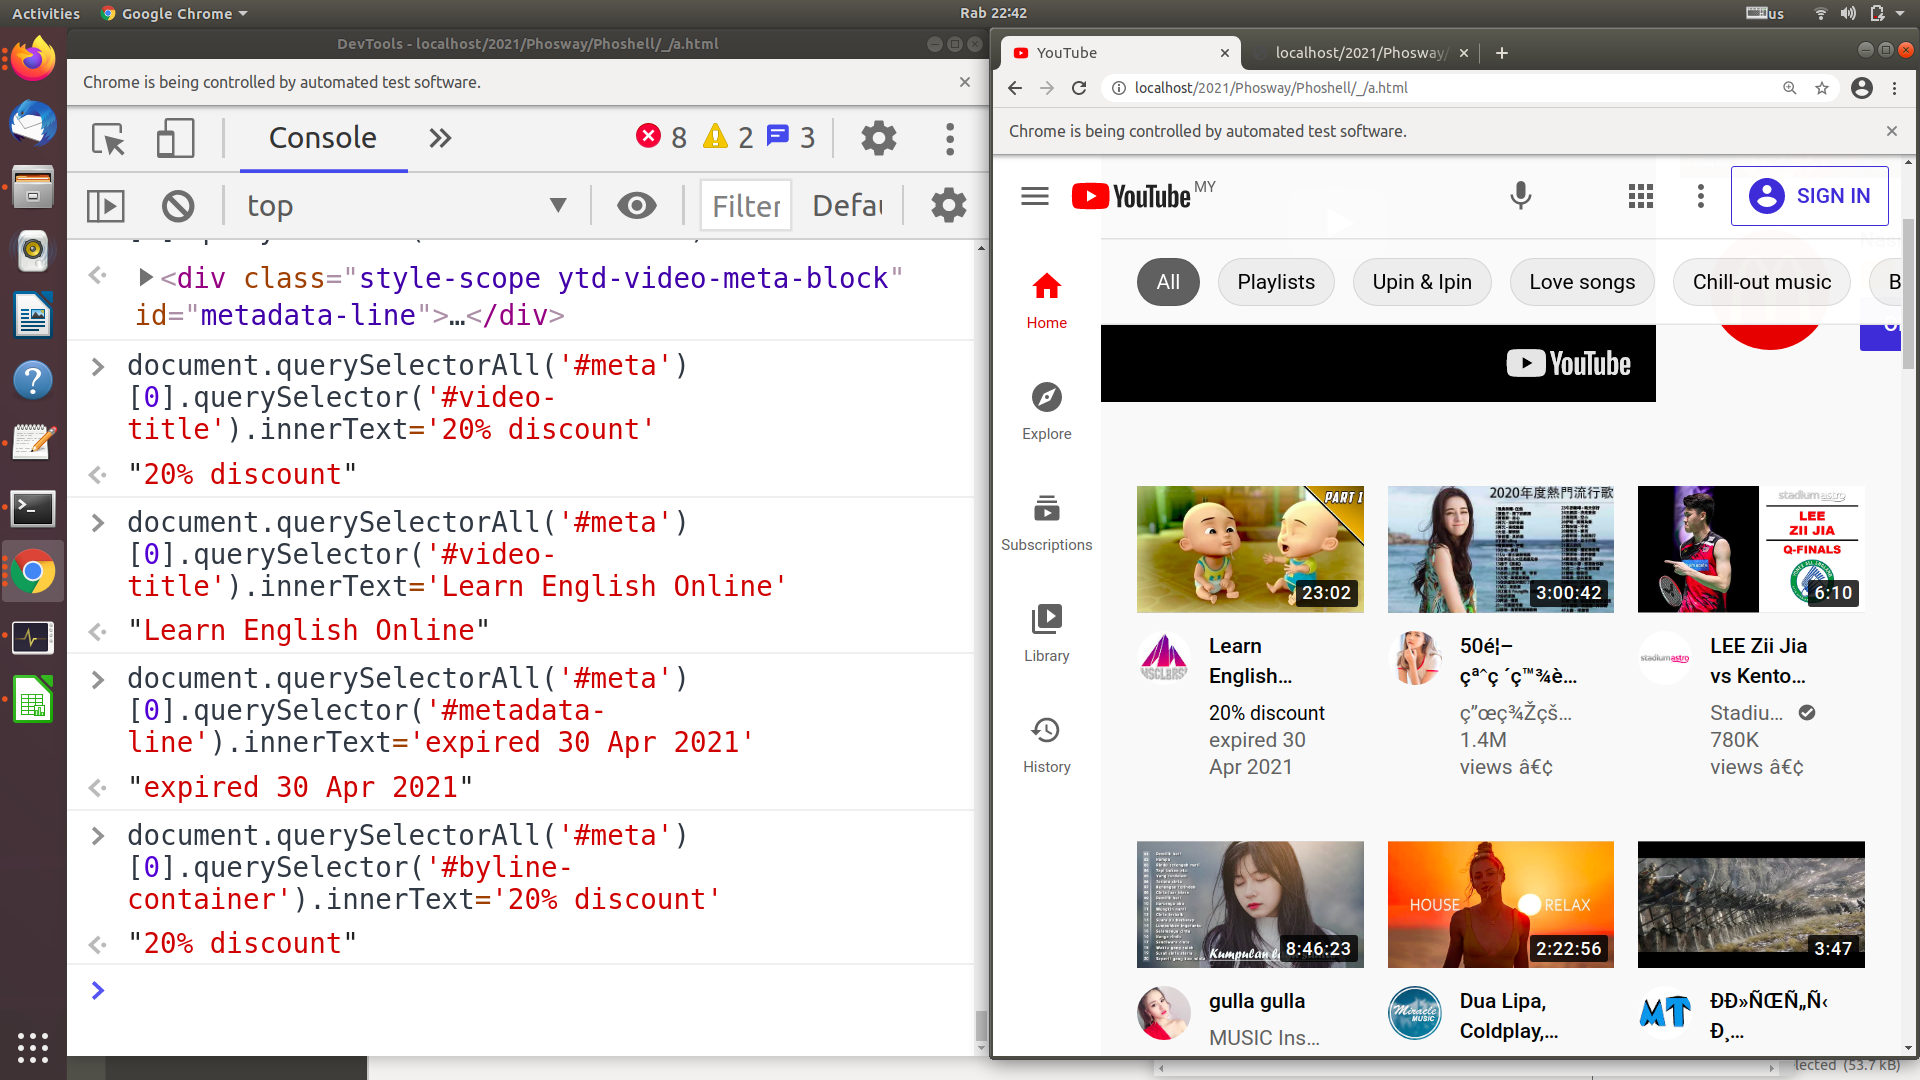 Activities
Google Chrome
Rab 22:42
us
DevTools - localhost/2021/Phosway/Phoshell/_/a.html
Chrome is being controlled by automated test software.
Console
8
2
3
top
Filter
Defau
<div class="style-scope ytd-video-meta-block"
id="metadata-line">…</div>
document.querySelectorAll('#meta')
[0].querySelector('#video-
title').innerText='20% discount'
"20% discount"
document.querySelectorAll('#meta')
[0].querySelector('#video-
title').innerText='Learn English Online'
"Learn English Online"
document.querySelectorAll('#meta')
[0].querySelector('#metadata-
line').innerText='expired 30 Apr 2021'
"expired 30 Apr 2021"
document.querySelectorAll('#meta')
[0].querySelector('#byline-
container').innerText='20% discount'
"20% discount"
YouTube
localhost/2021/Phosway/
localhost/2021/Phosway/Phoshell/_/a.html
Chrome is being controlled by automated test software.
YouTube MY
SIGN IN
All
Playlists
Upin & Ipin
Love songs
Chill-out music
B
Home
Explore
Subscriptions
Library
History
YouTube
PART 1
23:02
2020年度熱門流行歌
3:00:42
stadiumastro
LEE
ZII JIA
Q-FINALS
6:10
Learn
English...
20% discount
expired 30
Apr 2021
50é¦–
çªˆç ´ç™¾è...
ç”œç¾Žçš...
1.4M
views â€¢
stadiumastro
LEE Zii Jia
vs Kento...
Stadiu...
780K
views â€¢
Kumpulan
8:46:23
HOUSE RELAX
2:22:56
3:47
gulla gulla
MUSIC Ins...
Miracle
MUSIC
Dua Lipa,
Coldplay,...
MT
ÐÐ»ÑŒÑ„Ñ‹
Ð¸...
lected (53.7 kB)